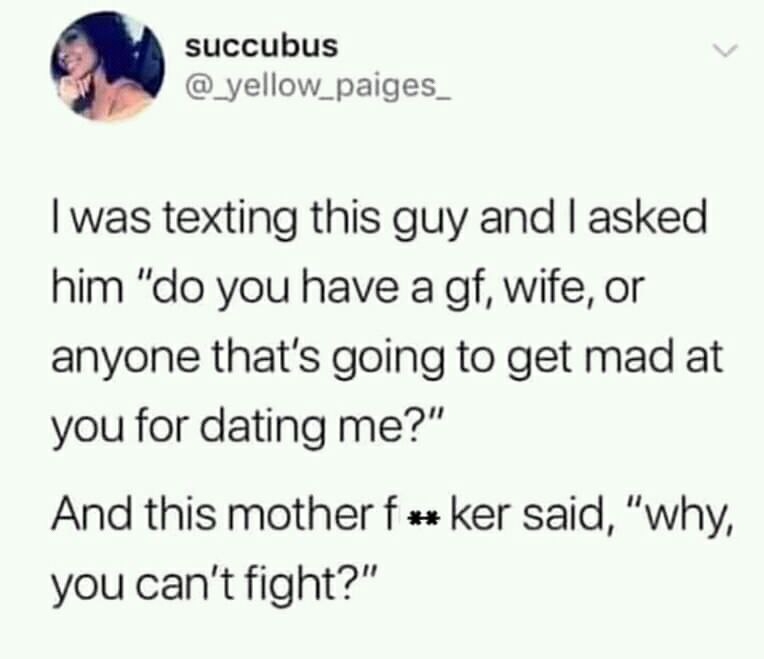 succubus
@_yellow_paiges_
I was texting this guy and I asked
him "do you have a gf, wife, or
anyone that's going to get mad at
you for dating me?"
And this mother f ** ker said, "why,
you can't fight?"